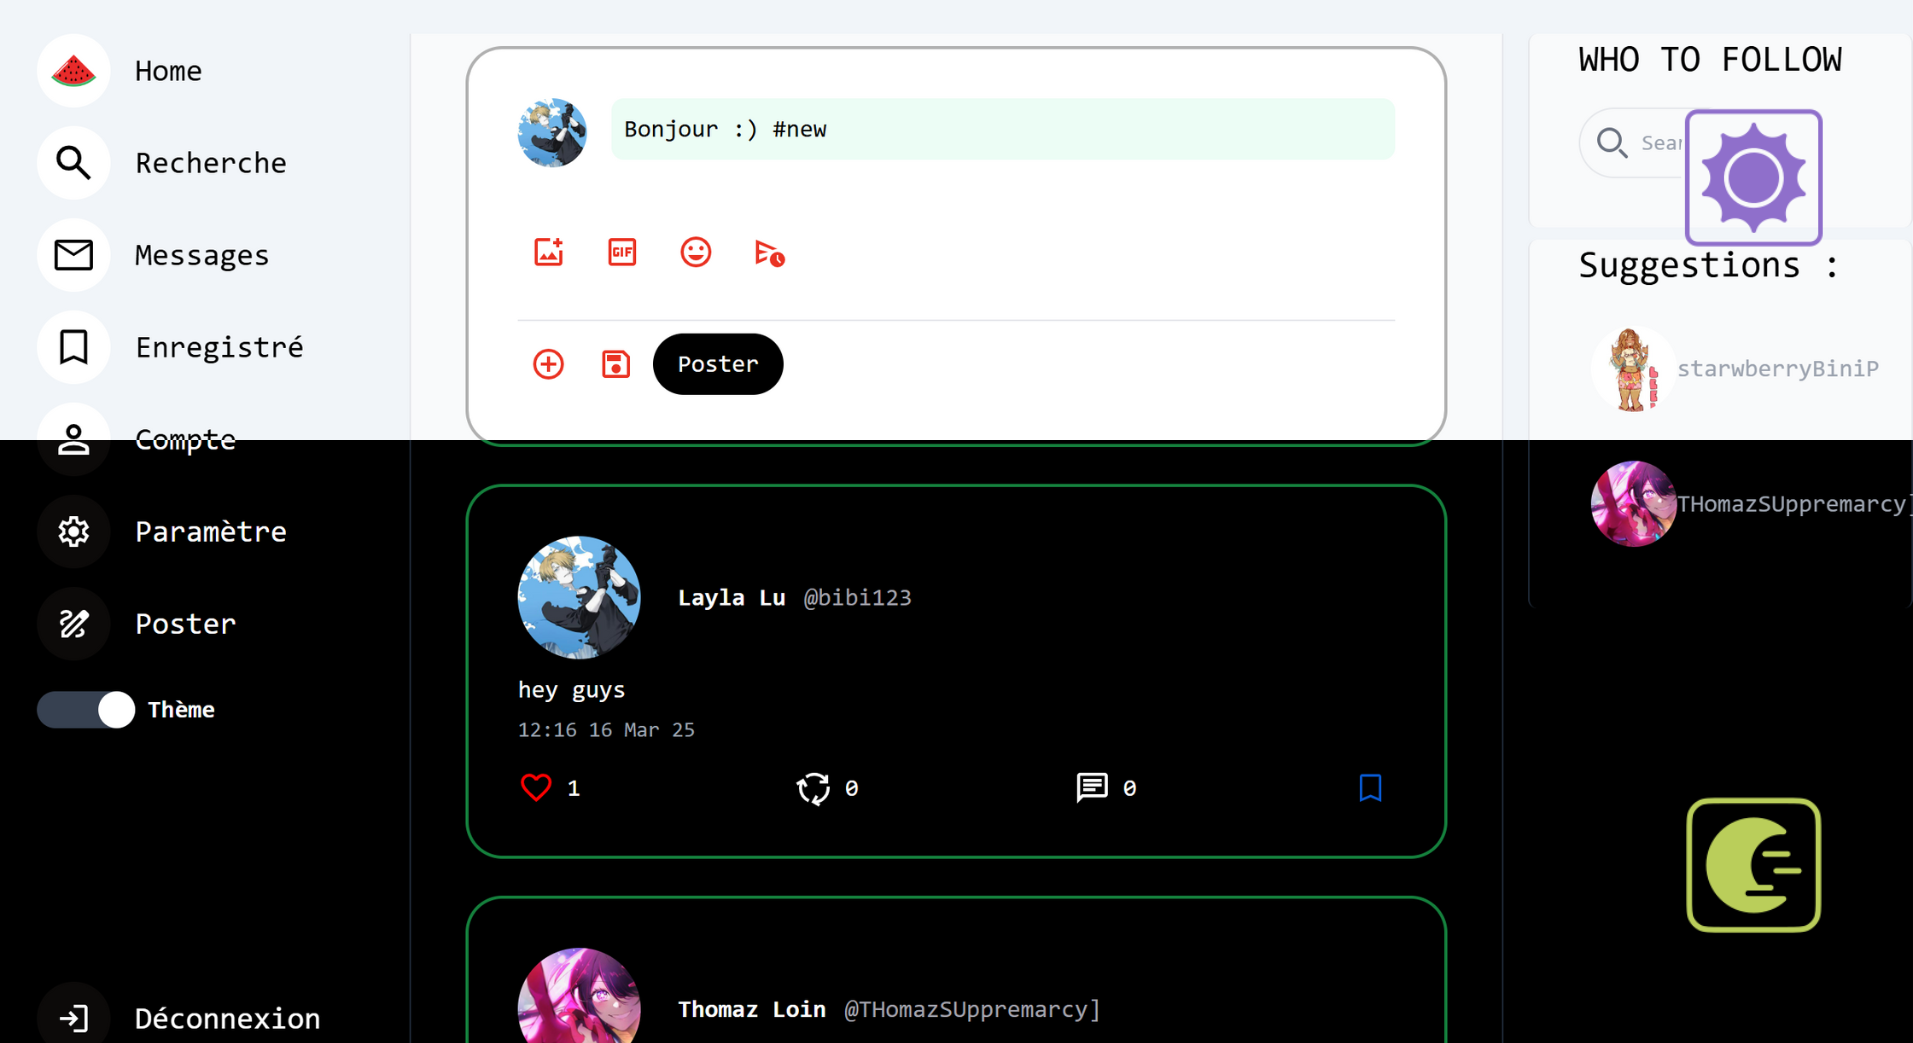 Home
Recherche
Messages
Enregistré
Compte
Paramètre
Poster
Thème
Déconnexion
Bonjour :) #new
GIF
Poster
Layla Lu @bibi123
hey guys
12:16 16 Mar 25
1
0
0
Thomaz Loin @THomazSUppremarcy]
WHO TO FOLLOW
Sear
Suggestions :
starwberryBiniP
THomazSUppremarcy]